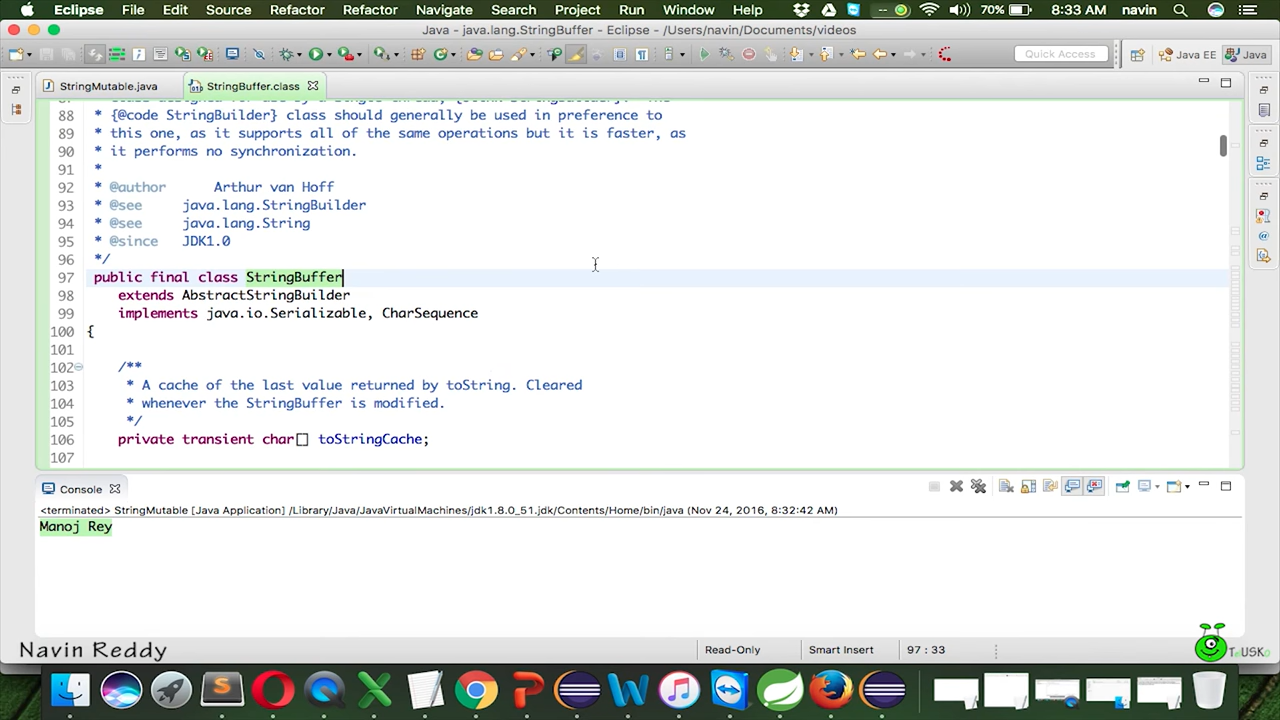 Eclipse File Edit Source Refactor Refactor Navigate Search Project Run Window Help 70% 8:33 AM navin
Java - java.lang.StringBuffer - Eclipse - /Users/navin/Documents/videos
Quick Access Java EE Java
StringMutable.java StringBuffer.class
88 * {@code StringBuilder} class should generally be used in preference to
89 * this one, as it supports all of the same operations but it is faster, as
90 * it performs no synchronization.
91 *
92 * @author Arthur van Hoff
93 * @see java.lang.StringBuilder
94 * @see java.lang.String
95 * @since JDK1.0
96 */
97 public final class StringBuffer
98 extends AbstractStringBuilder
99 implements java.io.Serializable, CharSequence
100 {
101
102 /**
103 * A cache of the last value returned by toString. Cleared
104 * whenever the StringBuffer is modified.
105 */
106 private transient char[] toStringCache;
107
Console
<terminated> StringMutable [Java Application] /Library/Java/JavaVirtualMachines/jdk1.8.0_51.jdk/Contents/Home/bin/java (Nov 24, 2016, 8:32:42 AM)
Manoj Rey
Navin Reddy
Read-Only Smart Insert 97 : 33